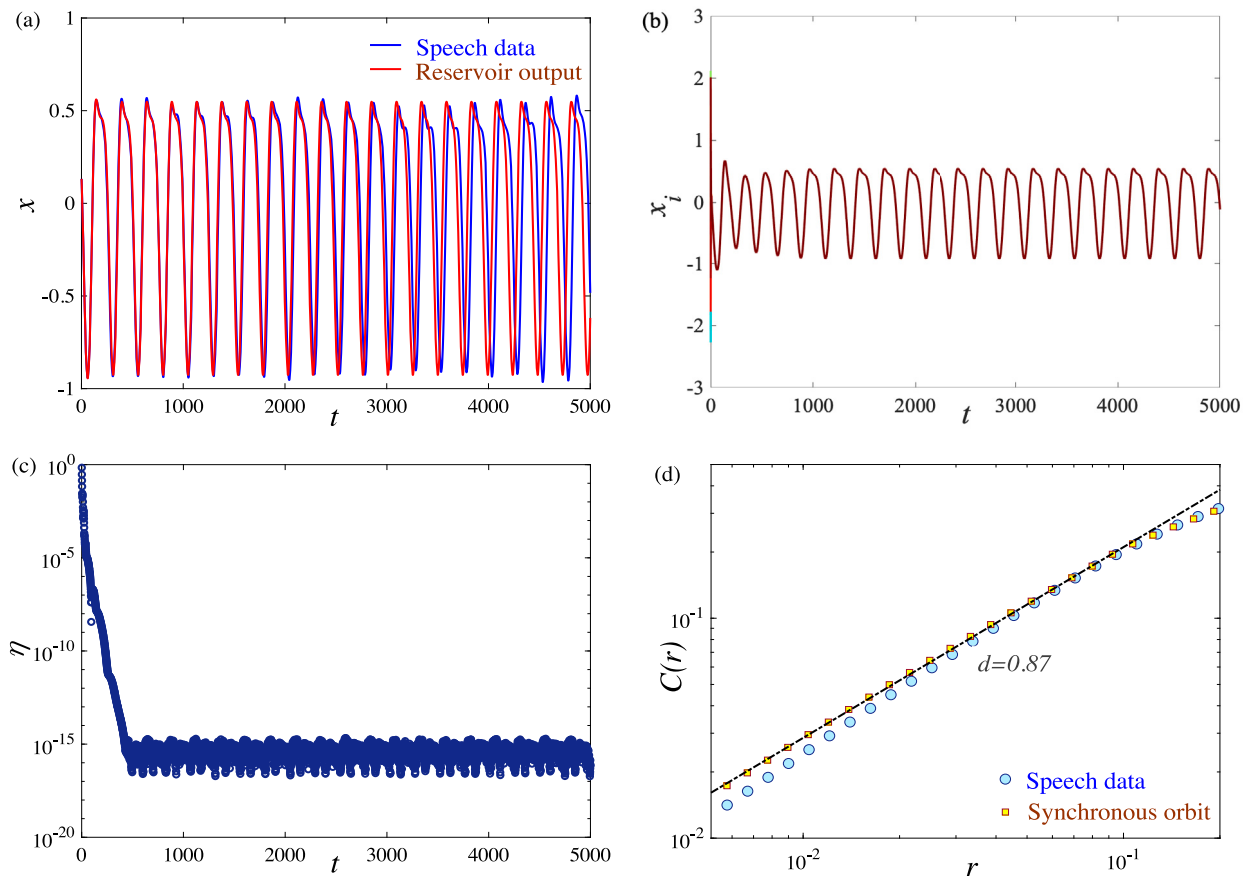 (a)
1
0.5
0
-0.5
-1
x
Speech data
Reservoir output
0
1000
2000
3000
4000
5000
t
(b)
3
2
1
0
-1
-2
-3
x_i
0
1000
2000
3000
4000
5000
t
(c)
10^0
10^-5
10^-10
10^-15
10^-20
η
0
1000
2000
3000
4000
5000
t
(d)
10^-1
10^-2
C(r)
d=0.87
Speech data
Synchronous orbit
10^-2
10^-1
r